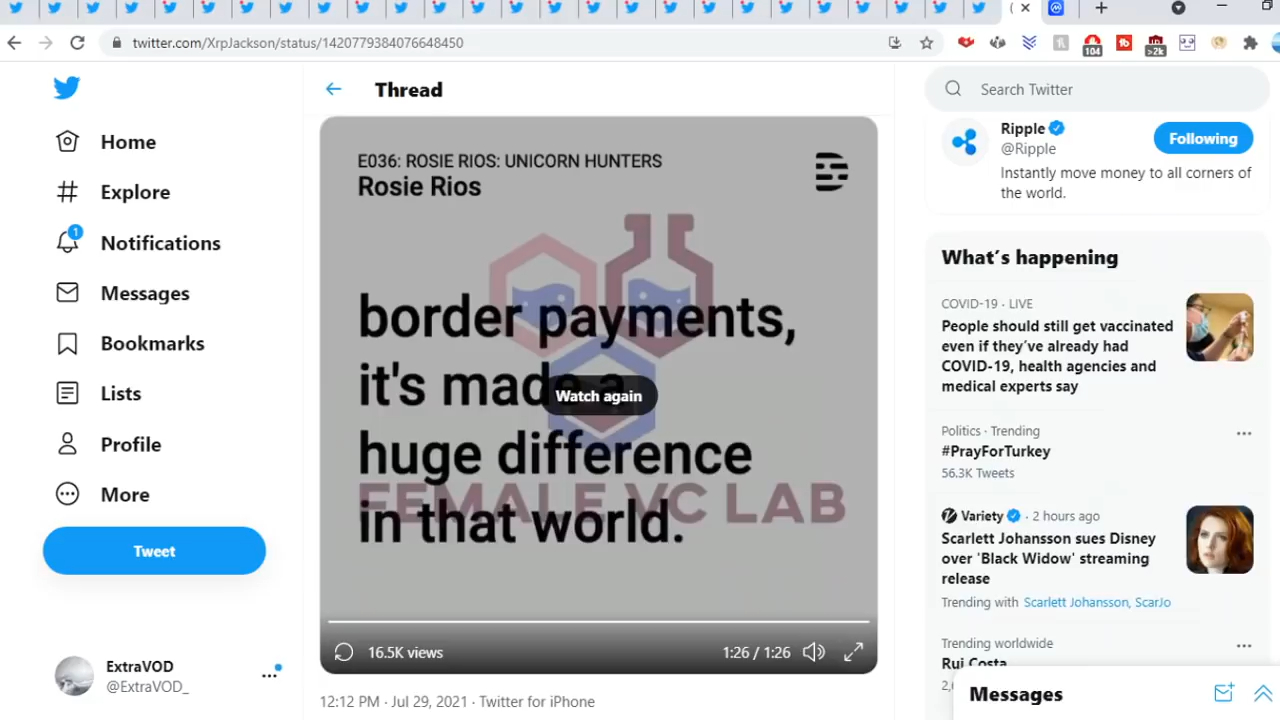 twitter.com/XrpJackson/status/1420779384076648450
104
>2k
Home
Explore
1
Notifications
Messages
Bookmarks
Lists
Profile
More
Tweet
ExtraVOD
@ExtraVOD_
Thread
E036: ROSIE RIOS: UNICORN HUNTERS
Rosie Rios
border payments,
it's made a
Watch again
huge difference
FEMALE VC LAB
in that world.
16.5K views
1:26 / 1:26
12:12 PM · Jul 29, 2021 · Twitter for iPhone
Search Twitter
Ripple
@Ripple
Following
Instantly move money to all corners of
the world.
What's happening
COVID-19 · LIVE
People should still get vaccinated
even if they've already had
COVID-19, health agencies and
medical experts say
Politics · Trending
#PrayForTurkey
56.3K Tweets
Variety · 2 hours ago
Scarlett Johansson sues Disney
over 'Black Widow' streaming
release
Trending with Scarlett Johansson, ScarJo
Trending worldwide
Rui Costa
Messages